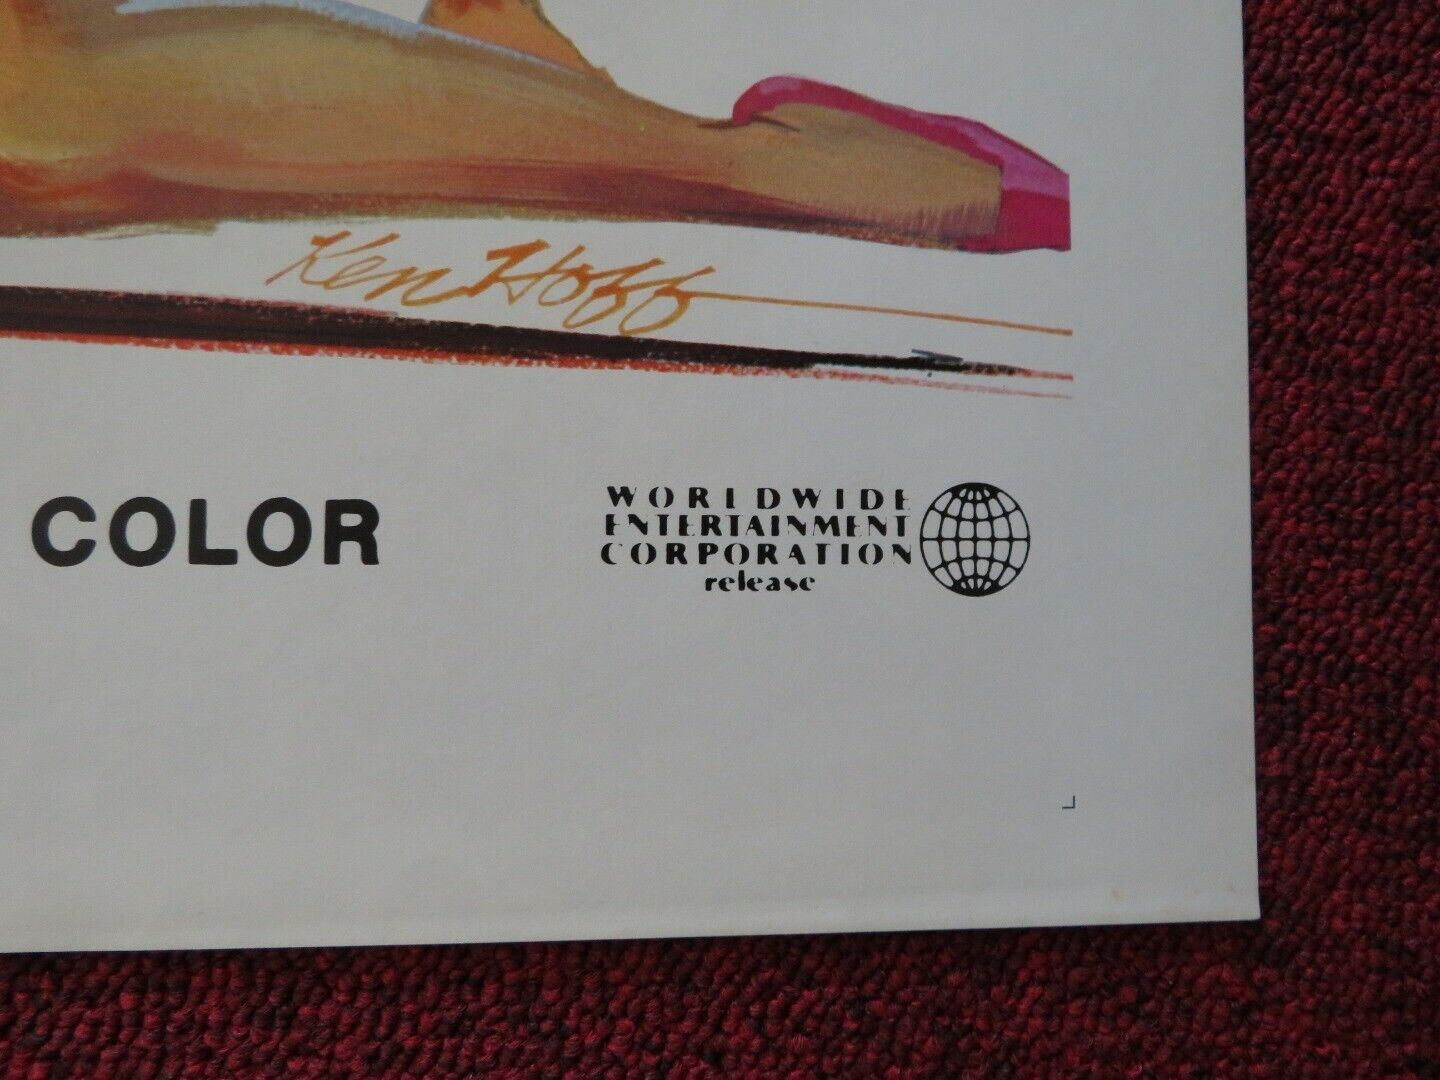 Ken Hoff
COLOR
WORLDWIDE
ENTERTAINMENT
CORPORATION
release